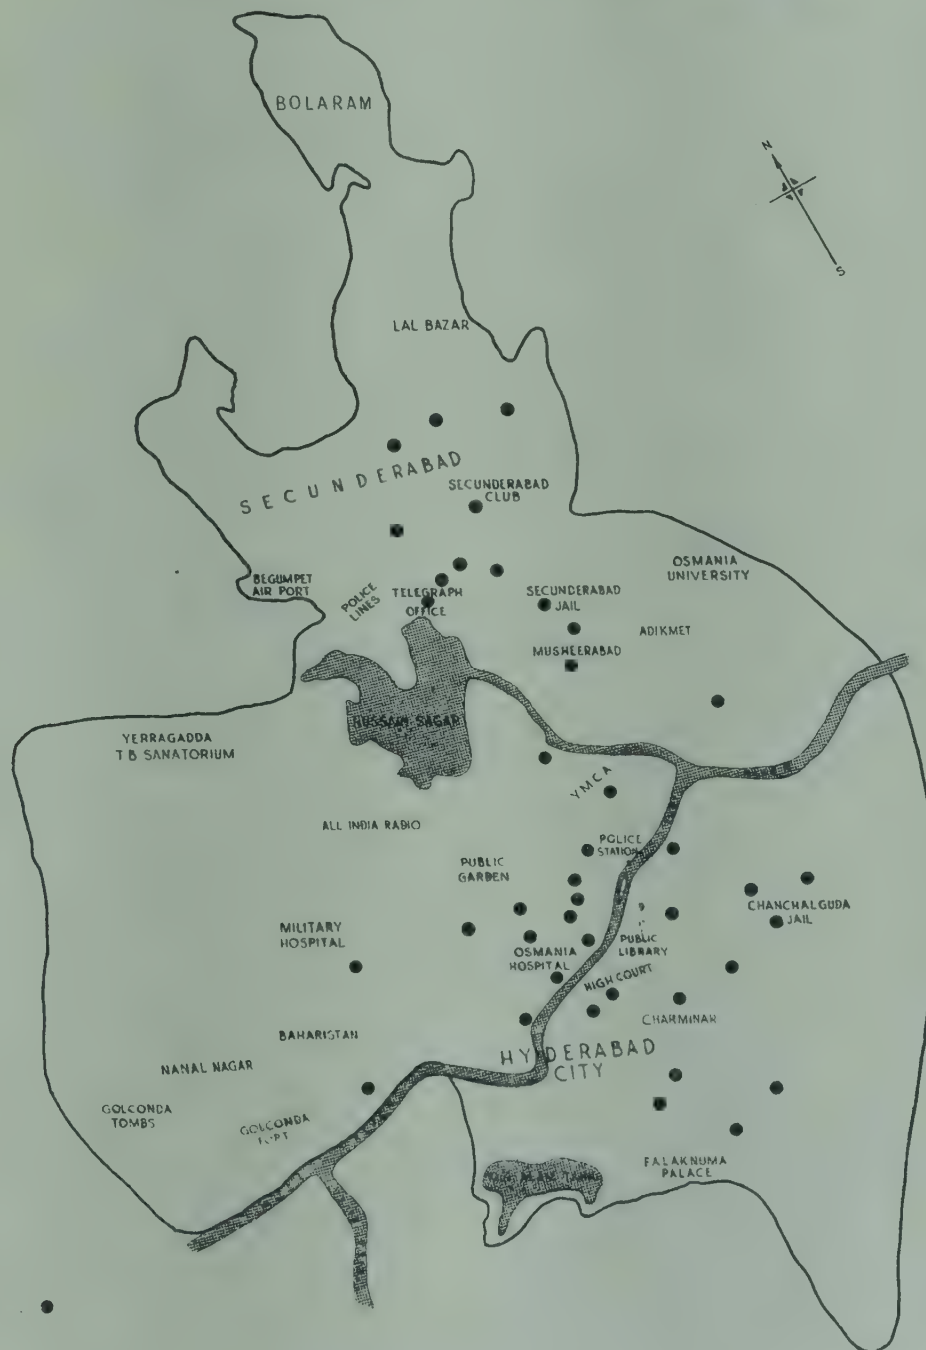 BOLARAM
N
S
LAL BAZAR
SECUNDERABAD
SECUNDERABAD
CLUB
OSMANIA
UNIVERSITY
BEGUMPET
AIR PORT
POLICE
LINES
TELEGRAPH
OFFICE
SECUNDERABAD
JAIL
ADIKMET
MUSHEERABAD
HUSSAIN SAGAR
YERRAGADDA
T B SANATORIUM
YMCA
ALL INDIA RADIO
POLICE
STATION
PUBLIC
GARDEN
CHANCHALGUDA
JAIL
MILITARY
HOSPITAL
PUBLIC
LIBRARY
OSMANIA
HOSPITAL
HIGH COURT
CHARMINAR
BAHARISTAN
HYDERABAD
CITY
NANAL NAGAR
GOLCONDA
TOMBS
GOLCONDA
FALAKNUMA
PALACE